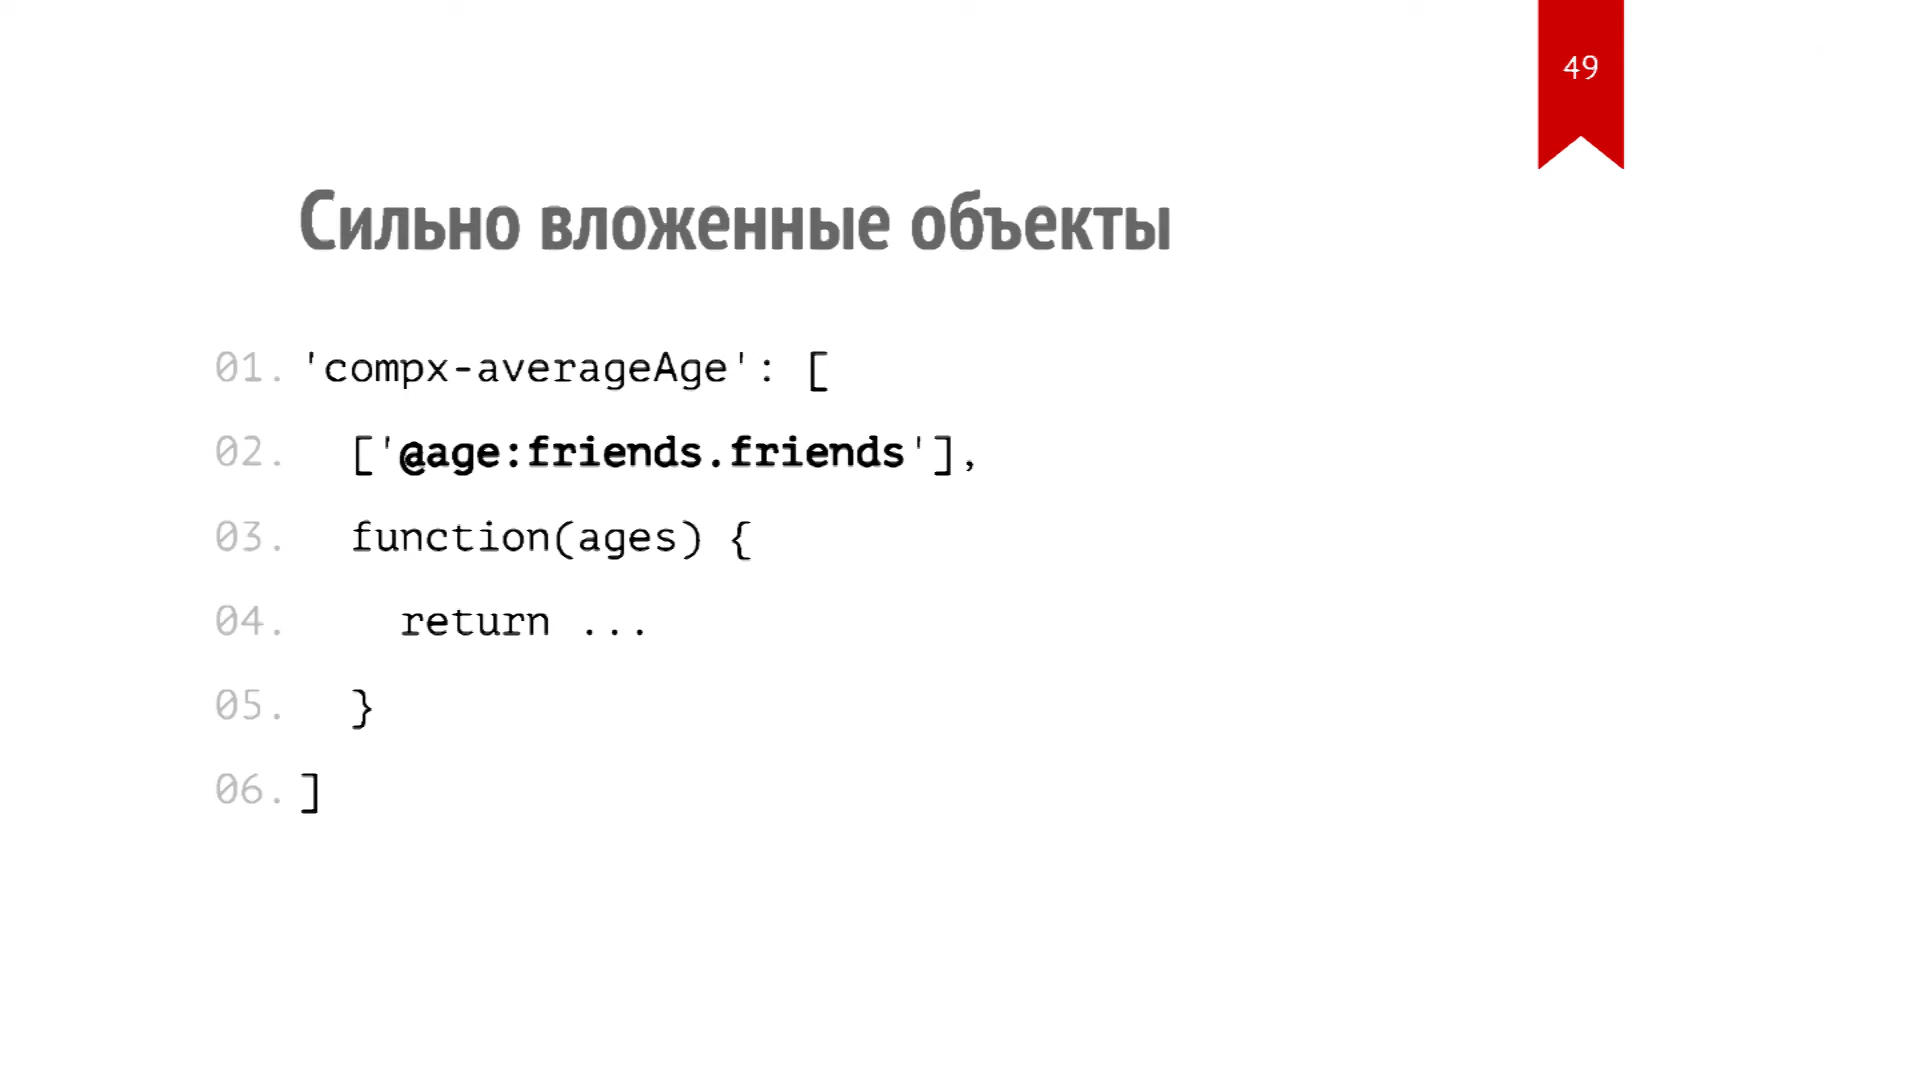 49
Сильно вложенные объекты
01. 'compx-averageAge': [
02.   ['@age:friends.friends'],
03.   function(ages) {
04.     return ...
05.   }
06. ]